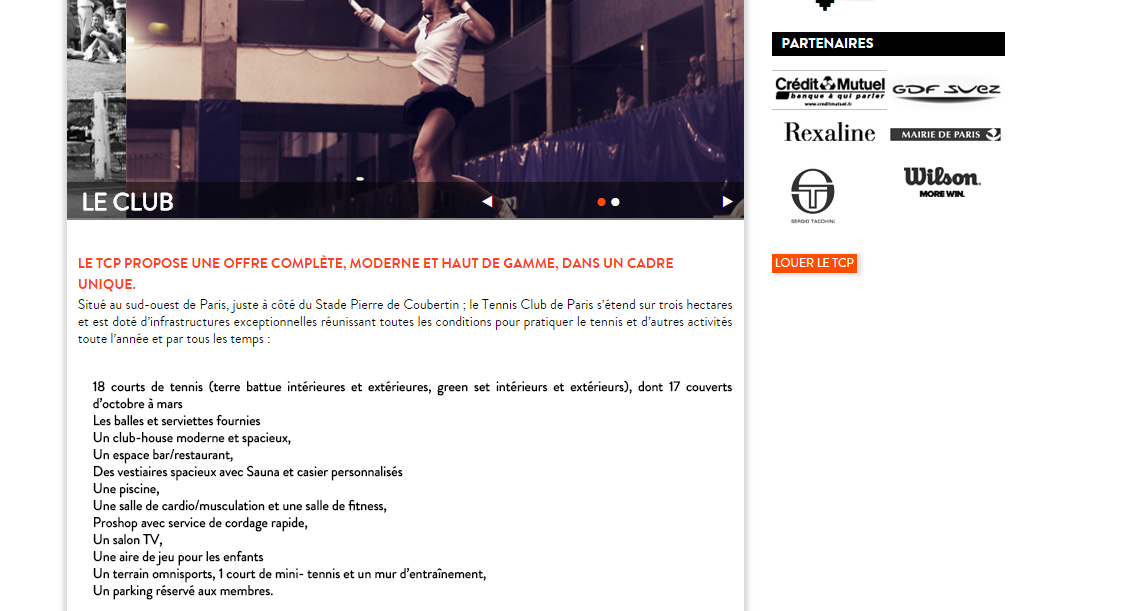 LE CLUB
LE TCP PROPOSE UNE OFFRE COMPLÈTE, MODERNE ET HAUT DE GAMME, DANS UN CADRE
UNIQUE.
Situé au sud-ouest de Paris, juste à côté du Stade Pierre de Coubertin ; le Tennis Club de Paris s'étend sur trois hectares
et est doté d'infrastructures exceptionnelles réunissant toutes les conditions pour pratiquer le tennis et d'autres activités
toute l'année et par tous les temps :
18 courts de tennis (terre battue intérieures et extérieures, green set intérieurs et extérieurs), dont 17 couverts
d'octobre à mars
Les balles et serviettes fournies
Un club-house moderne et spacieux,
Un espace bar/restaurant,
Des vestiaires spacieux avec Sauna et casier personnalisés
Une piscine,
Une salle de cardio/musculation et une salle de fitness,
Proshop avec service de cordage rapide,
Un salon TV,
Une aire de jeu pour les enfants
Un terrain omnisports, 1 court de mini- tennis et un mur d'entraînement,
Un parking réservé aux membres.
PARTENAIRES
Crédit Mutuel
banque à qui parler
www.creditmutuel.fr
GDF SUEZ
Rexaline
MAIRIE DE PARIS
SERGIO TACCHINI
Wilson.
MORE WIN.
LOUER LE TCP